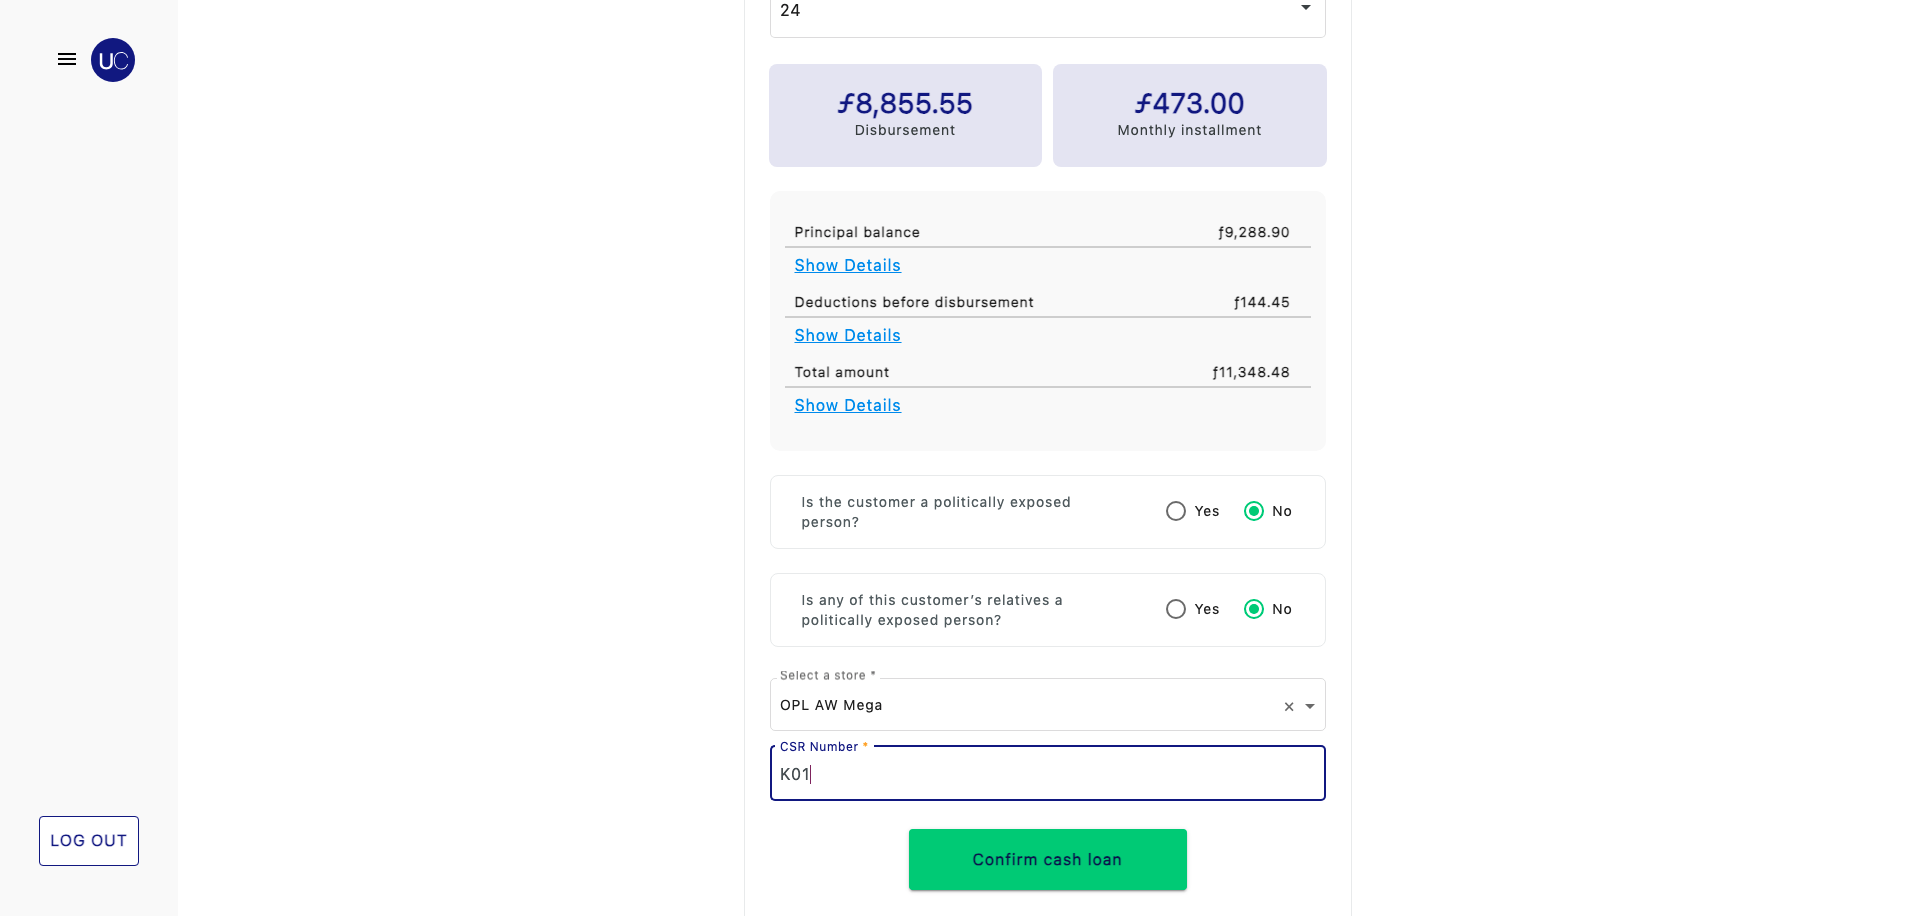 24
UC
ƒ8,855.55
Disbursement
ƒ473.00
Monthly installment
Principal balance ƒ9,288.90
Show Details
Deductions before disbursement ƒ144.45
Show Details
Total amount ƒ11,348.48
Show Details
Is the customer a politically exposed
person?
Yes No
Is any of this customer’s relatives a
politically exposed person?
Yes No
Select a store *
OPL AW Mega
CSR Number *
K01
LOG OUT
Confirm cash loan